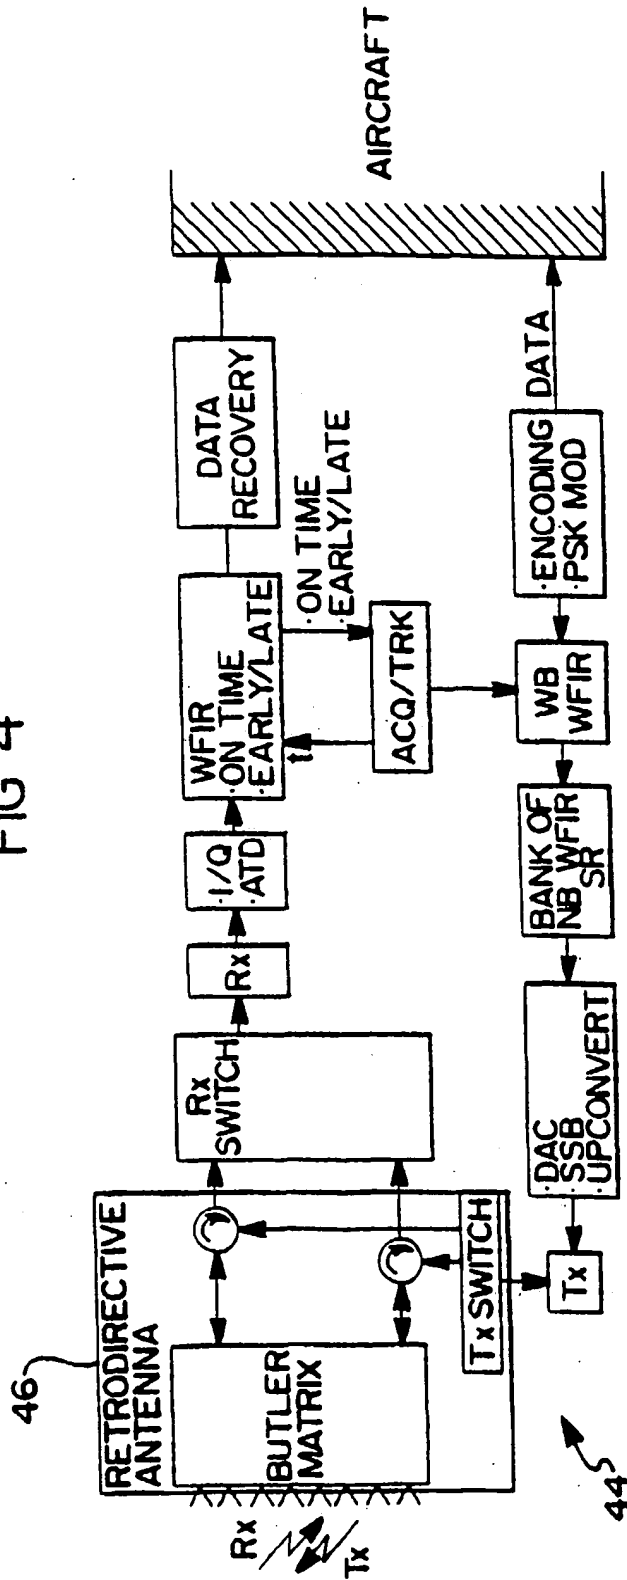 FIG 4
46
RETRODIRECTIVE
ANTENNA
BUTLER
MATRIX
Rx
Tx
Tx SWITCH
Rx
SWITCH
Rx
·I/Q
·ATD
WFIR
·ON TIME
·EARLY/LATE
t
·ON TIME
EARLY/LATE
ACQ/TRK
DATA
RECOVERY
AIRCRAFT
DATA
·ENCODING
·PSK MOD
WB
WFIR
BANK OF
NB WFIR
SR
·DAC
·SSB
·UPCONVERT
Tx
44